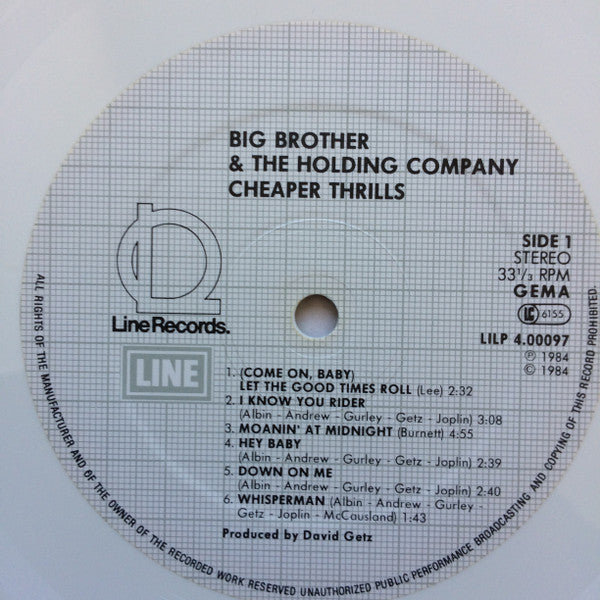 BIG BROTHER
& THE HOLDING COMPANY
CHEAPER THRILLS
SIDE 1
STEREO
33 1/3 RPM
GEMA
LC 6155
LILP 4.00097
℗ 1984
© 1984
LineRecords.
LINE
1. (COME ON, BABY)
LET THE GOOD TIMES ROLL (Lee) 2:32
2. I KNOW YOU RIDER
(Albin - Andrew - Gurley - Getz - Joplin) 3:08
3. MOANIN' AT MIDNIGHT (Burnett) 4:55
4. HEY BABY
(Albin - Andrew - Gurley - Getz - Joplin) 2:39
5. DOWN ON ME
(Albin - Andrew - Gurley - Getz - Joplin) 2:40
6. WHISPERMAN (Albin - Andrew - Gurley -
Getz - Joplin - McCausland) 1:43
Produced by David Getz
ALL RIGHTS OF THE MANUFACTURER AND OF THE OWNER OF THE RECORDED WORK RESERVED UNAUTHORIZED PUBLIC PERFORMANCE BROADCASTING AND COPYING OF THIS RECORD PROHIBITED.